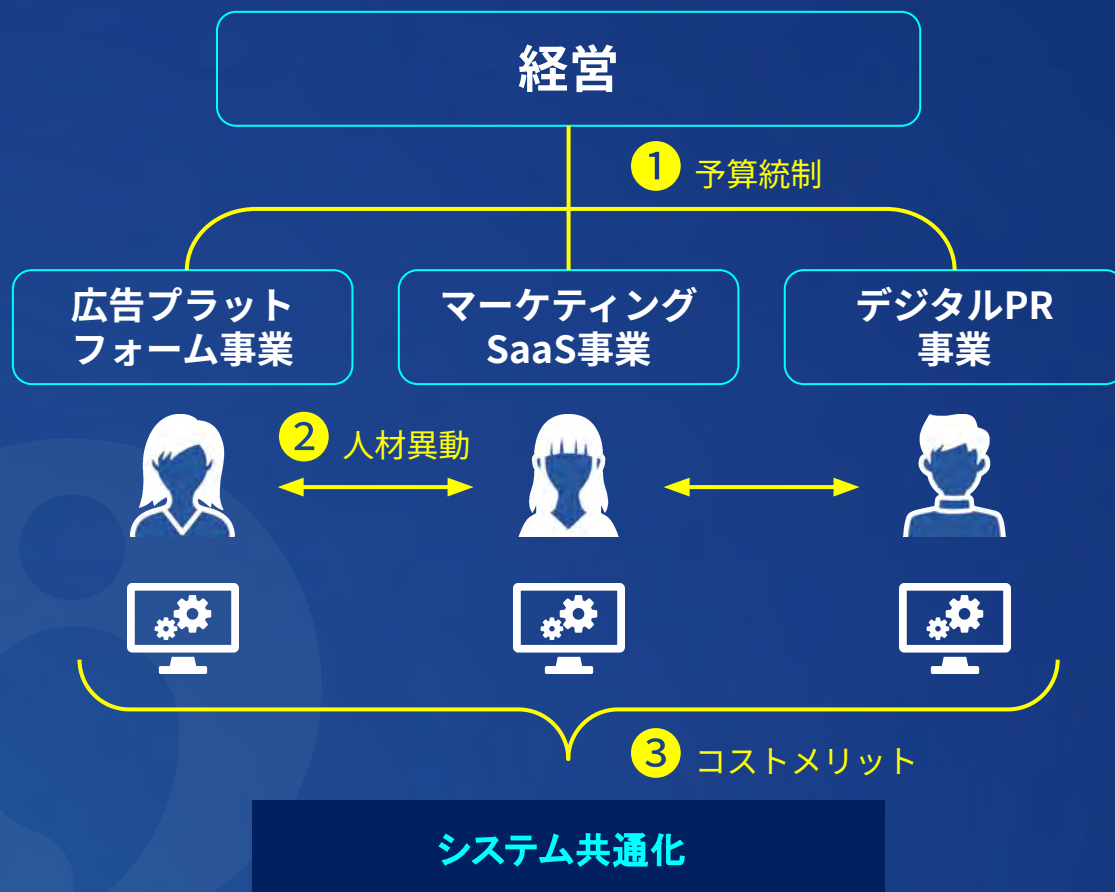 経営
1 予算統制
広告プラット
フォーム事業
マーケティング
SaaS事業
デジタルPR
事業
2 人材異動
3 コストメリット
システム共通化